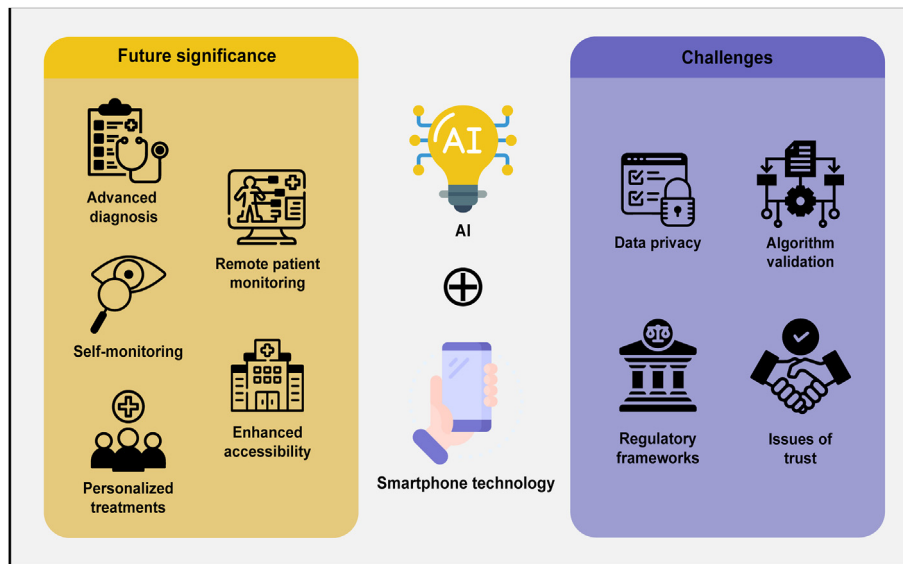 Future significance
Advanced
diagnosis
Remote patient
monitoring
Self-monitoring
Enhanced
accessibility
Personalized
treatments
AI
AI
Smartphone technology
Challenges
Data privacy
Algorithm
validation
Regulatory
frameworks
Issues of
trust